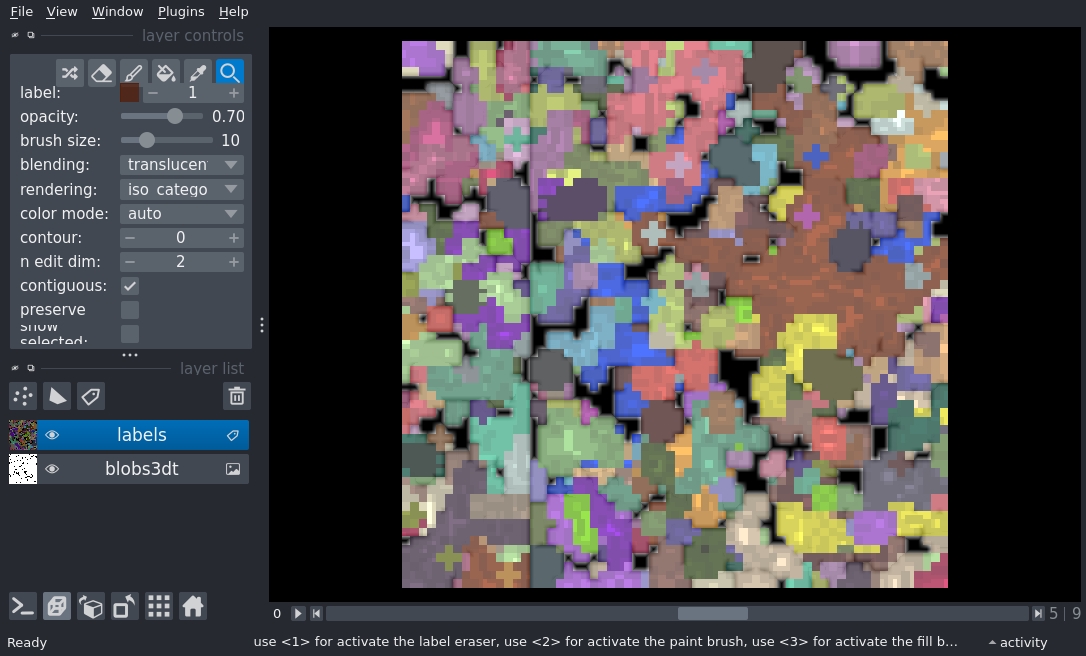 File View Window Plugins Help
layer controls
label: 1
opacity: 0.70
brush size: 10
blending: translucen
rendering: iso_catego
color mode: auto
contour: 0
n edit dim: 2
contiguous:
preserve
show
selected:
layer list
labels
blobs3dt
0 5 9
Ready use <1> for activate the label eraser, use <2> for activate the paint brush, use <3> for activate the fill b... activity